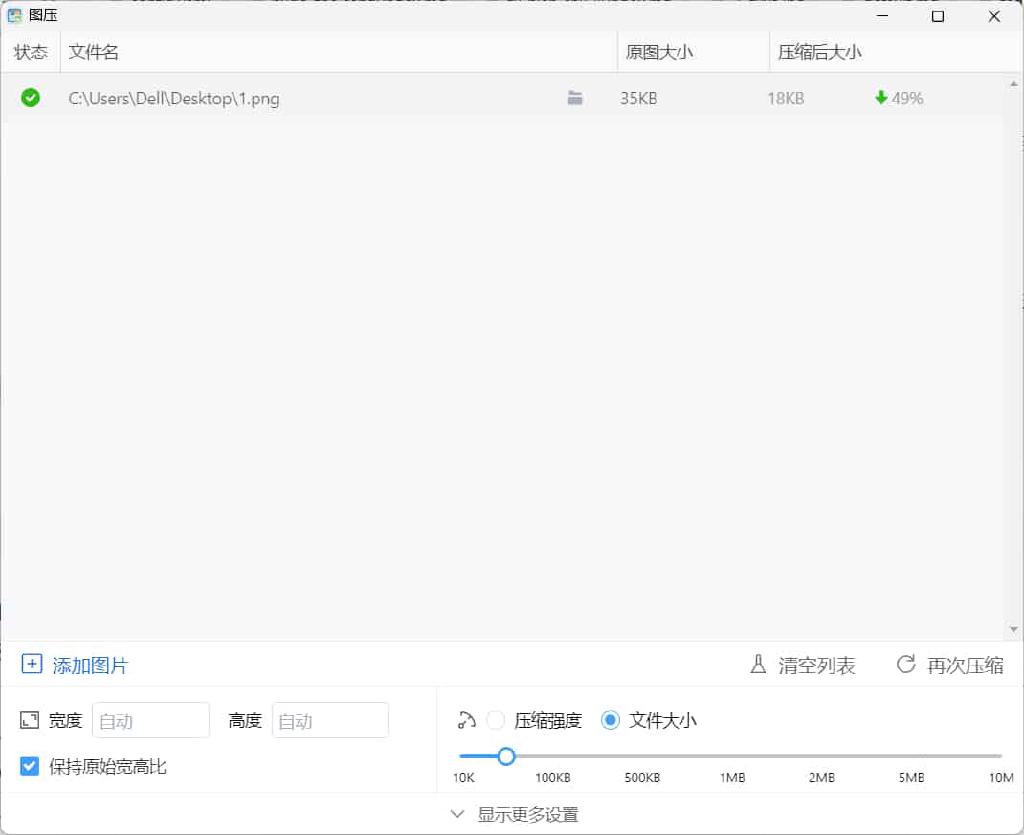 图压
状态 文件名 原图大小 压缩后大小
C:\Users\Dell\Desktop\1.png 35KB 18KB 49%
添加图片 清空列表 再次压缩
宽度 自动 高度 自动 压缩强度 文件大小
保持原始宽高比
10K 100KB 500KB 1MB 2MB 5MB 10M
显示更多设置